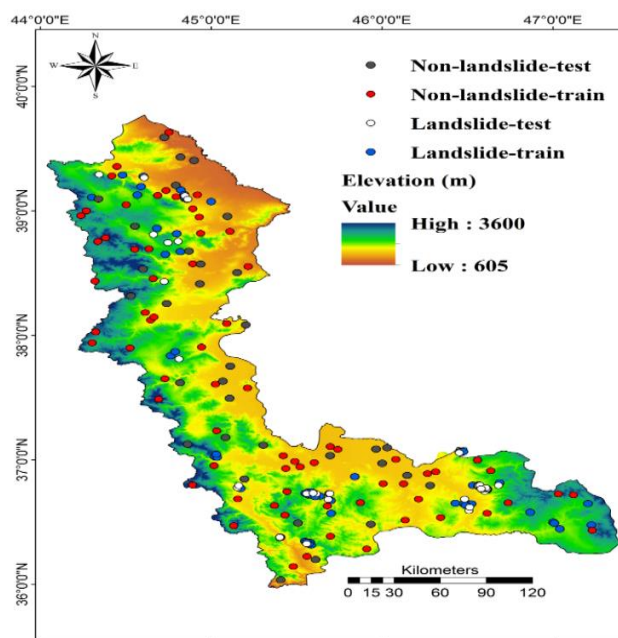 44°0'0"E 45°0'0"E 46°0'0"E 47°0'0"E
N
W E
S
Non-landslide-test
Non-landslide-train
Landslide-test
Landslide-train
Elevation (m)
Value
High : 3600
Low : 605
40°0'0"N
39°0'0"N
38°0'0"N
37°0'0"N
36°0'0"N
Kilometers
0 15 30 60 90 120